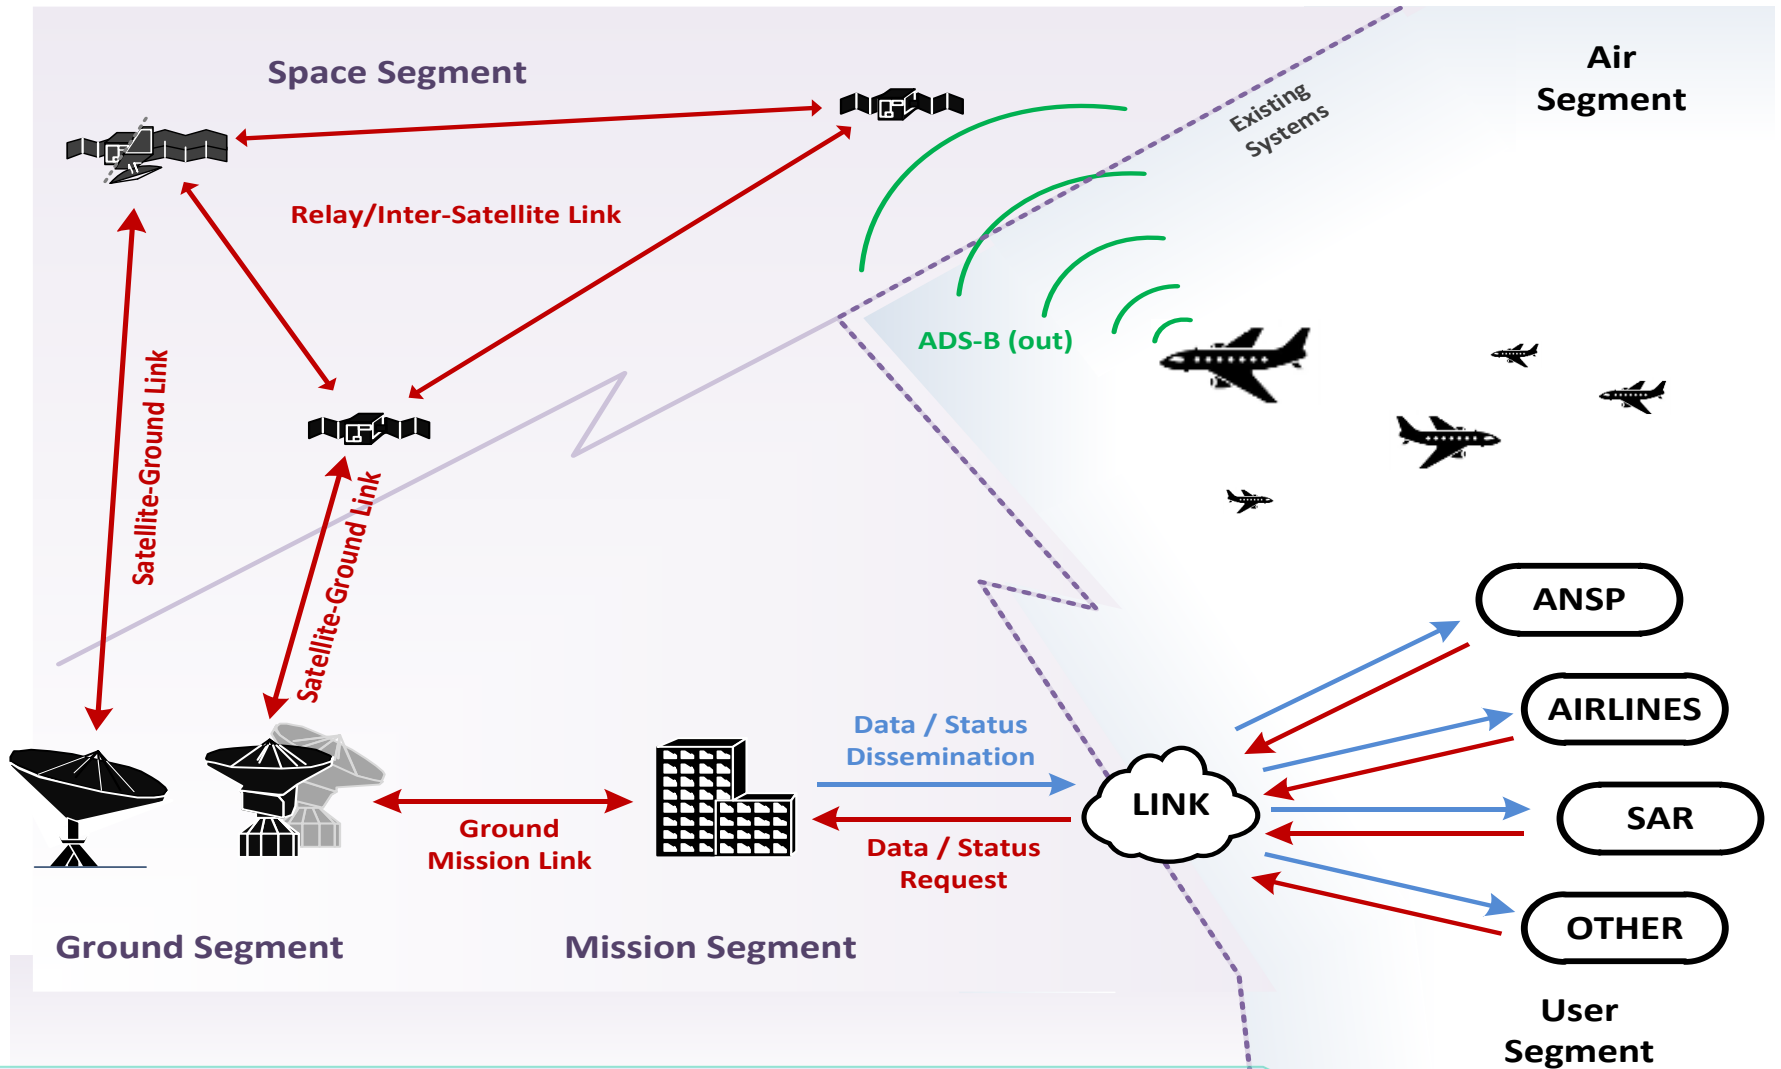 Space Segment
Air
Segment
Existing
Systems
Relay/Inter-Satellite Link
ADS-B (out)
Satellite-Ground Link
Satellite-Ground Link
ANSP
AIRLINES
Data / Status
Dissemination
LINK
SAR
Ground
Mission Link
Data / Status
Request
OTHER
Ground Segment
Mission Segment
User
Segment